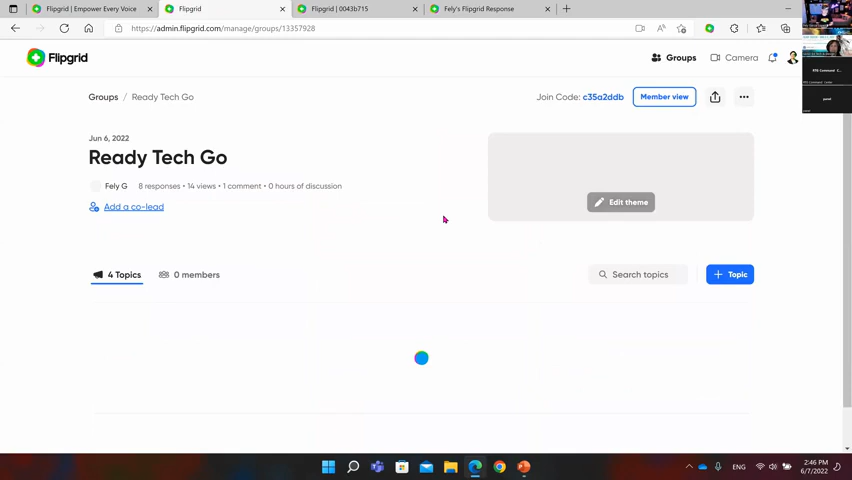 Flipgrid | Empower Every Voice
Flipgrid
Flipgrid | 0043b715
Fely's Flipgrid Response
https://admin.flipgrid.com/manage/groups/13357928
Flipgrid
Groups
Camera
Groups / Ready Tech Go
Join Code: c35a2ddb
Member view
Jun 6, 2022
Ready Tech Go
Fely G 8 responses • 14 views • 1 comment • 0 hours of discussion
Add a co-lead
Edit theme
4 Topics
0 members
Search topics
+ Topic
ENG
2:46 PM
6/7/2022